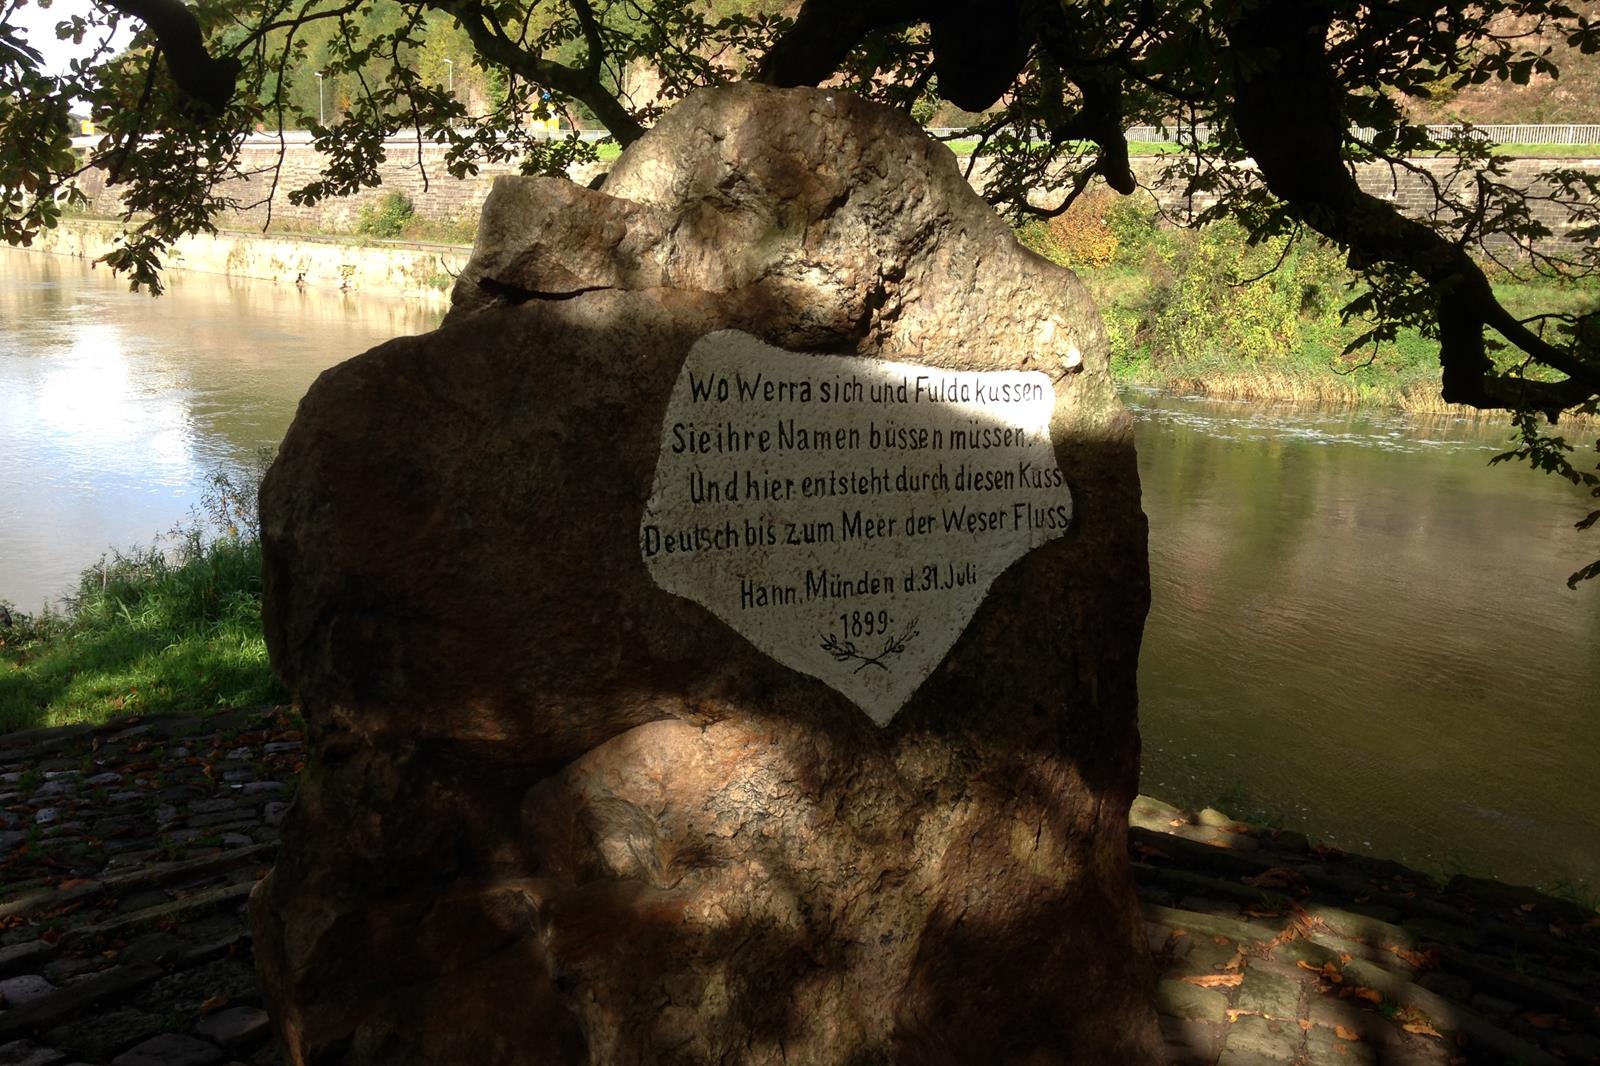 Wo Werra sich und Fulda kussen
Sie ihre Namen büssen müssen.
Und hier entsteht durch diesen Kuss
Deutsch bis zum Meer der Weser Fluss
Hann. Münden d. 31. Juli
1899.